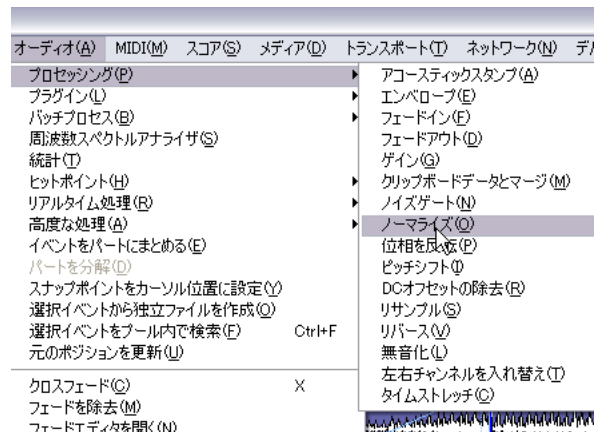 オーディオ(A) MIDI(M) スコア(S) メディア(D) トランスポート(T) ネットワーク(N) デ
プロセッシング(P)
プラグイン(L)
バッチプロセス(B)
周波数スペクトルアナライザ(S)
統計(T)
ヒットポイント(H)
リアルタイム処理(R)
高度な処理(A)
イベントをパートにまとめる(E)
パートを分解(D)
スナップポイントをカーソル位置に設定(Y)
選択イベントから独立ファイルを作成(O)
選択イベントをプール内で検索(F) Ctrl+F
元のポジションを更新(U)
クロスフェード(C) X
フェードを除去(M)
フェードエディタを開く(N)
アコースティックスタンプ(A)
エンベロープ(E)
フェードイン(F)
フェードアウト(D)
ゲイン(G)
クリップボードデータとマージ(M)
ノイズゲート(N)
ノーマライズ(O)
位相を反転(P)
ピッチシフト(I)
DCオフセットの除去(R)
リサンプル(S)
リバース(V)
無音化(L)
左右チャンネルを入れ替え(T)
タイムストレッチ(C)